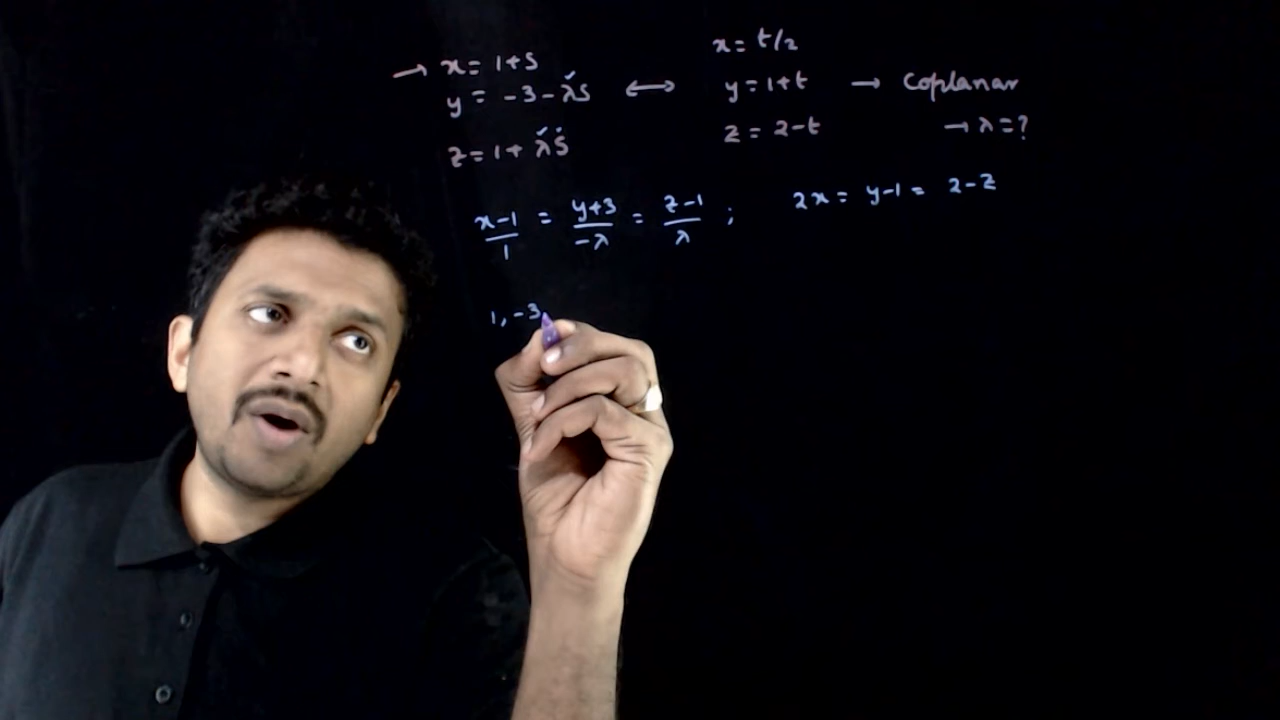 → x = 1+s
y = -3-λs ⟷
z = 1+λs
x = t/2
y = 1+t → Coplanar
z = 2-t → λ=?
(x-1)/1 = (y+3)/-λ = (z-1)/λ ; 2x = y-1 = 2-z
1, -3,